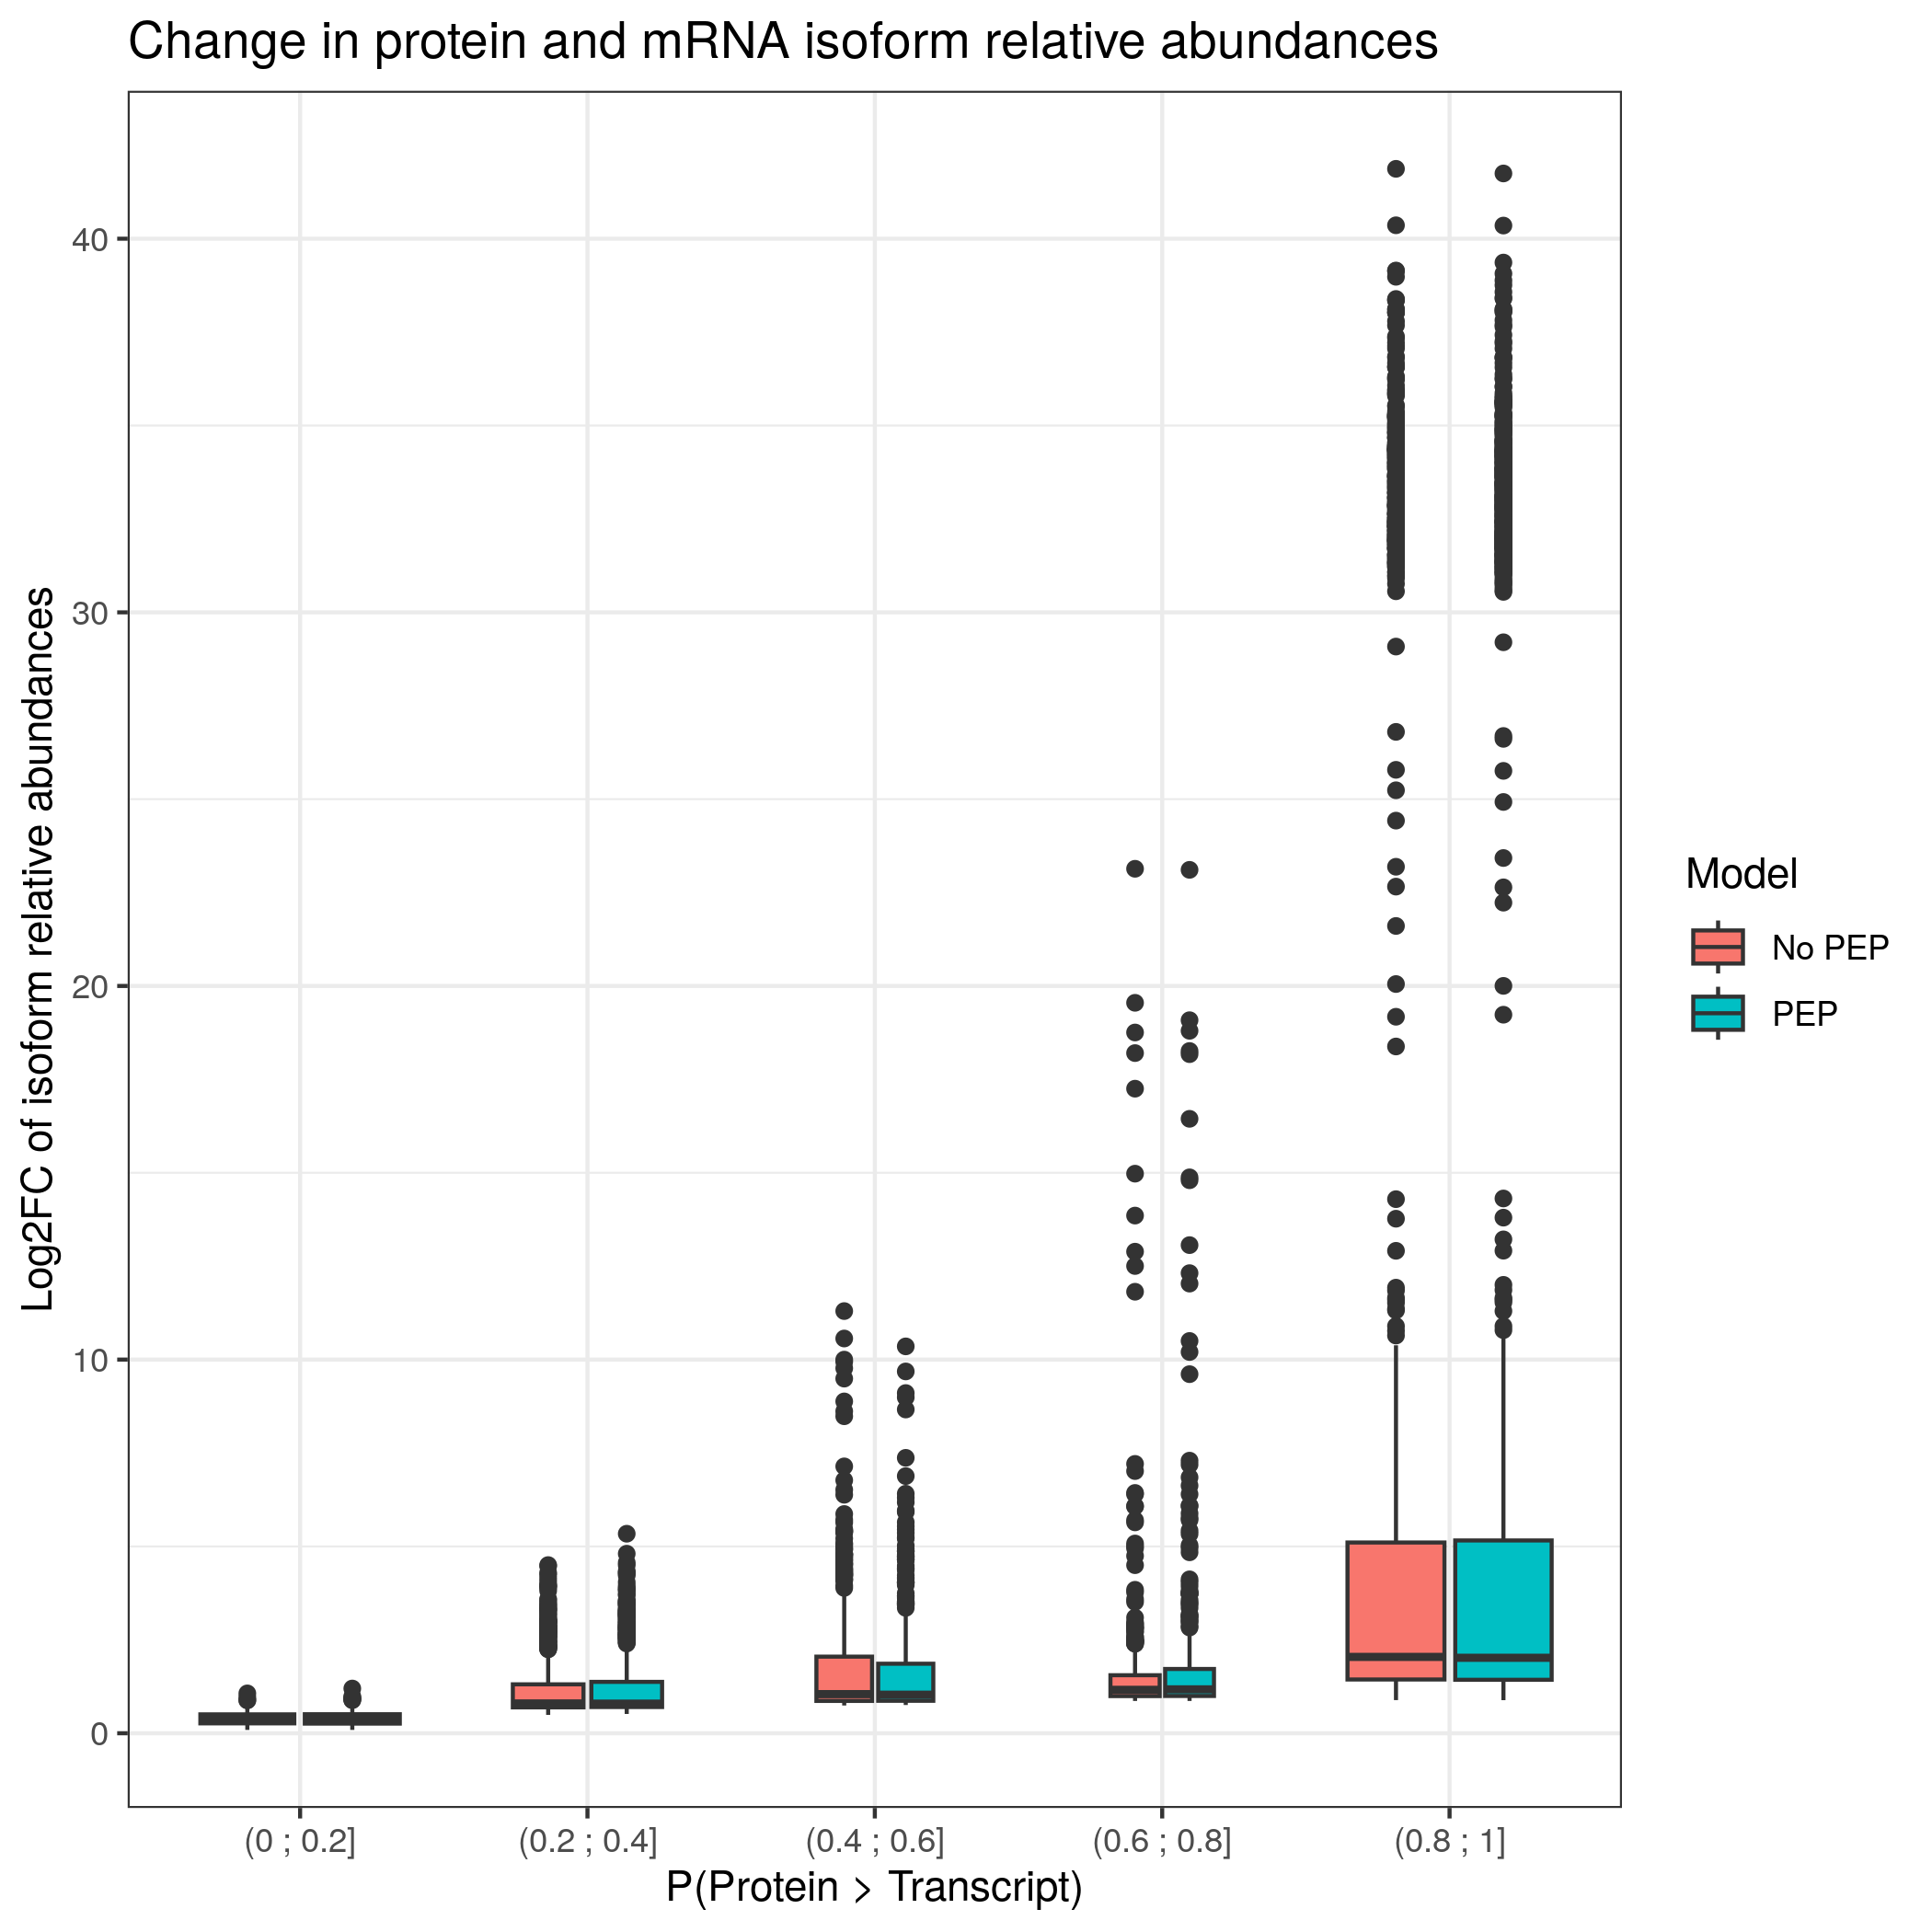 Change in protein and mRNA isoform relative abundances
Log2FC of isoform relative abundances
40
30
20
10
0
(0 ; 0.2]
(0.2 ; 0.4]
(0.4 ; 0.6]
(0.6 ; 0.8]
(0.8 ; 1]
P(Protein > Transcript)
Model
No PEP
PEP